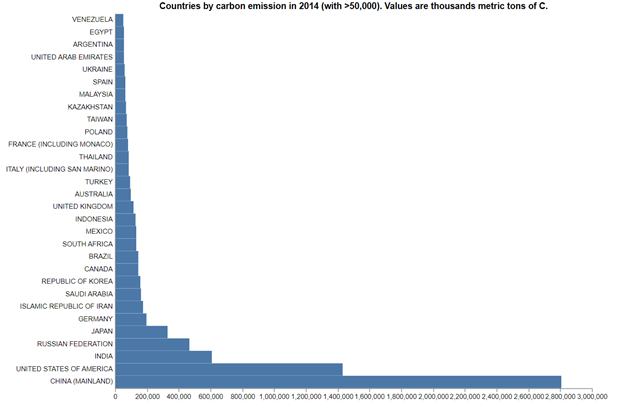 Countries by carbon emission in 2014 (with >50,000). Values are thousands metric tons of C.
VENEZUELA
EGYPT
ARGENTINA
UNITED ARAB EMIRATES
UKRAINE
SPAIN
MALAYSIA
KAZAKHSTAN
TAIWAN
POLAND
FRANCE (INCLUDING MONACO)
THAILAND
ITALY (INCLUDING SAN MARINO)
TURKEY
AUSTRALIA
UNITED KINGDOM
INDONESIA
MEXICO
SOUTH AFRICA
BRAZIL
CANADA
REPUBLIC OF KOREA
SAUDI ARABIA
ISLAMIC REPUBLIC OF IRAN
GERMANY
JAPAN
RUSSIAN FEDERATION
INDIA
UNITED STATES OF AMERICA
CHINA (MAINLAND)
0 200,000 400,000 600,000 800,000 1,000,000 1,200,000 1,400,000 1,600,000 1,800,000 2,000,000 2,200,000 2,400,000 2,600,000 2,800,000 3,000,000